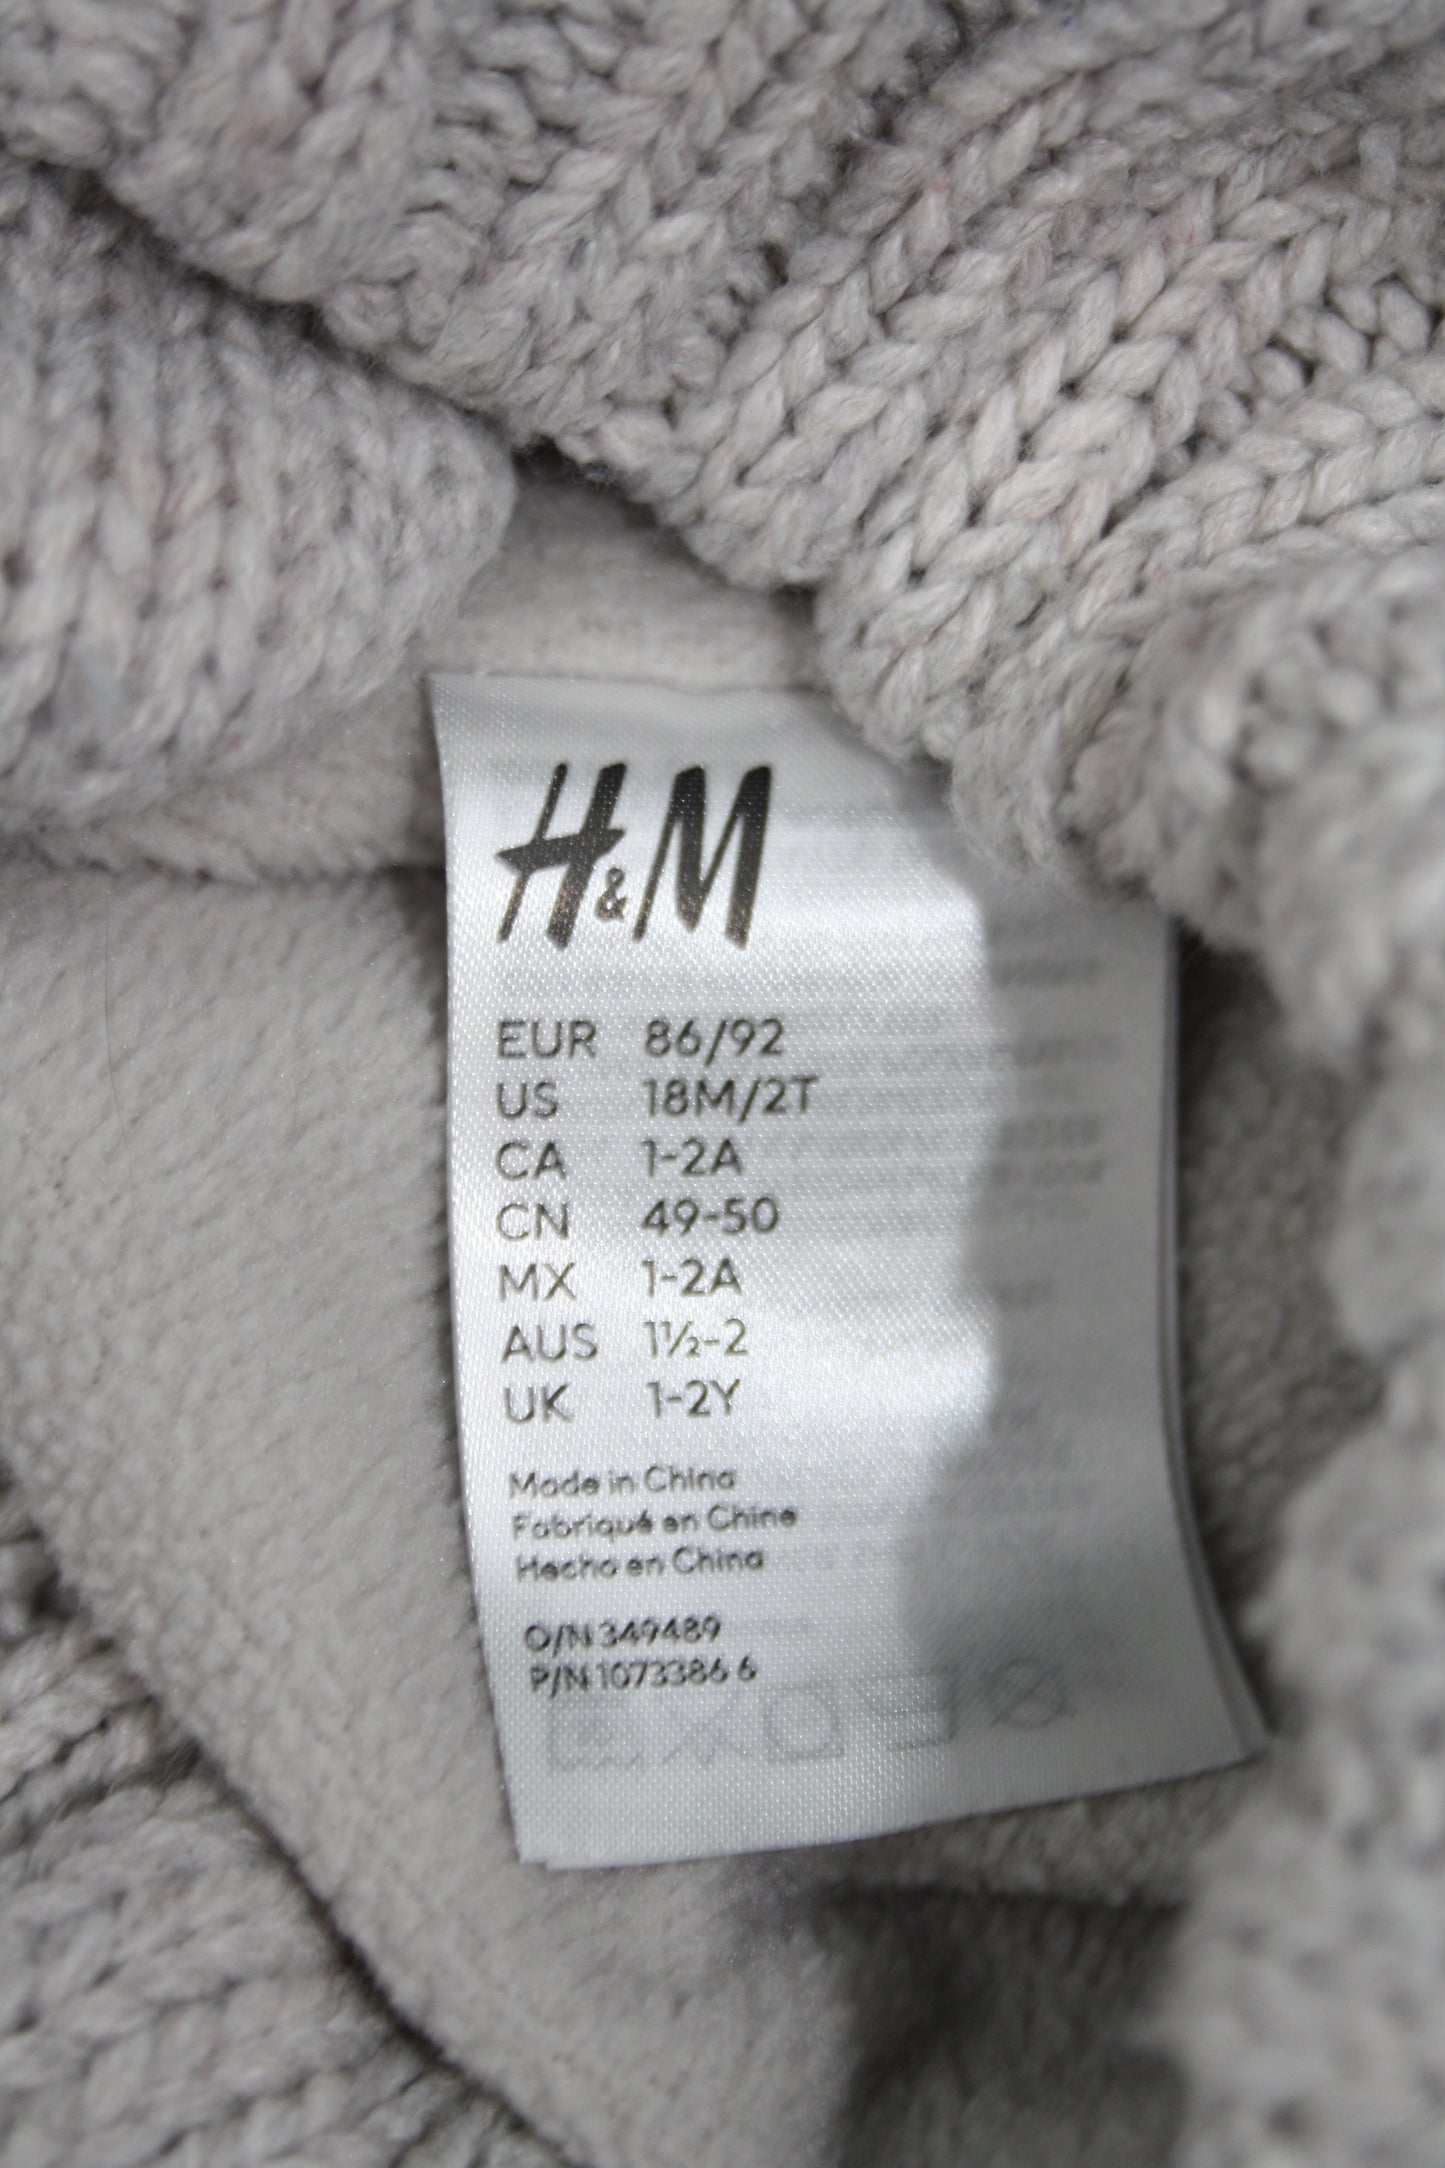 H&M
EUR 86/92
US 18M/2T
CA 1-2A
CN 49-50
MX 1-2A
AUS 1½-2
UK 1-2Y
Made in China
Fabriqué en Chine
Hecho en China
O/N 349489
P/N 1073386 6